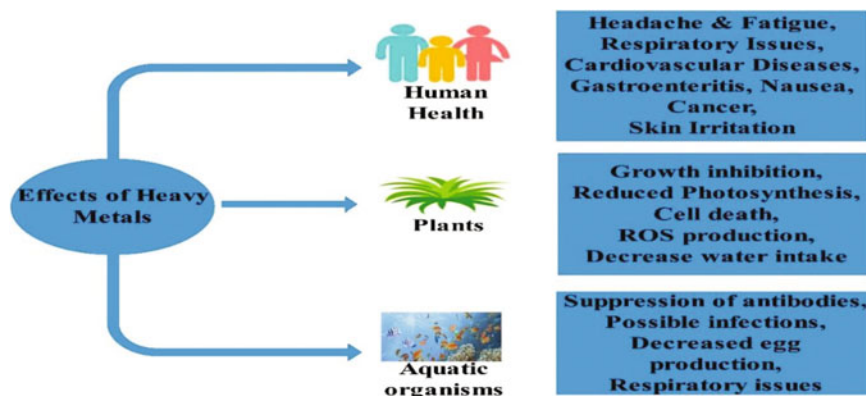 Effects of Heavy
Metals
Human
Health
Headache & Fatigue,
Respiratory Issues,
Cardiovascular Diseases,
Gastroenteritis, Nausea,
Cancer,
Skin Irritation
Plants
Growth inhibition,
Reduced Photosynthesis,
Cell death,
ROS production,
Decrease water intake
Aquatic
organisms
Suppression of antibodies,
Possible infections,
Decreased egg
production,
Respiratory issues